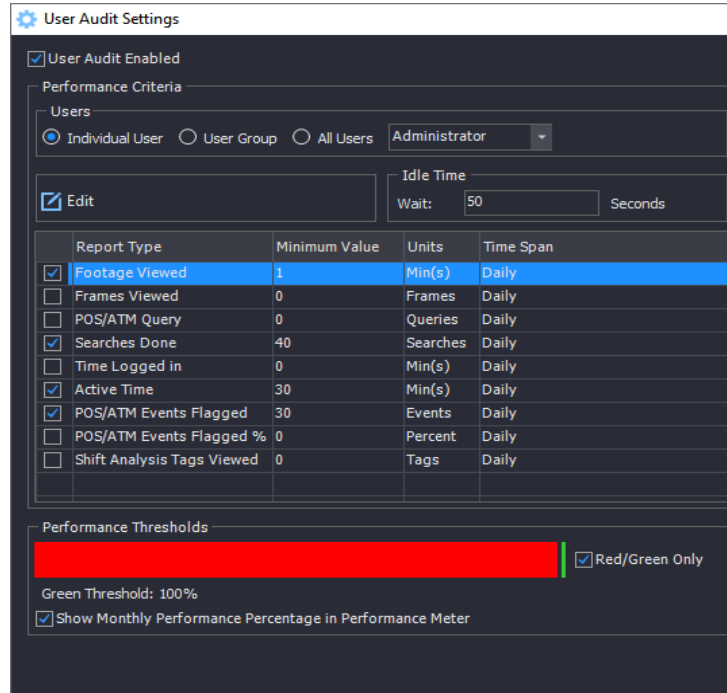 User Audit Settings
User Audit Enabled
Performance Criteria
Users
Individual User User Group All Users Administrator
Edit
Idle Time
Wait: 50 Seconds
Report Type Minimum Value Units Time Span
Footage Viewed 1 Min(s) Daily
Frames Viewed 0 Frames Daily
POS/ATM Query 0 Queries Daily
Searches Done 40 Searches Daily
Time Logged in 0 Min(s) Daily
Active Time 30 Min(s) Daily
POS/ATM Events Flagged 30 Events Daily
POS/ATM Events Flagged % 0 Percent Daily
Shift Analysis Tags Viewed 0 Tags Daily
Performance Thresholds
Red/Green Only
Green Threshold: 100%
Show Monthly Performance Percentage in Performance Meter